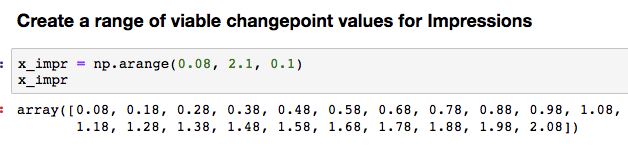 Create a range of viable changepoint values for Impressions
: x_impr = np.arange(0.08, 2.1, 0.1)
x_impr
: array([0.08, 0.18, 0.28, 0.38, 0.48, 0.58, 0.68, 0.78, 0.88, 0.98, 1.08,
1.18, 1.28, 1.38, 1.48, 1.58, 1.68, 1.78, 1.88, 1.98, 2.08])